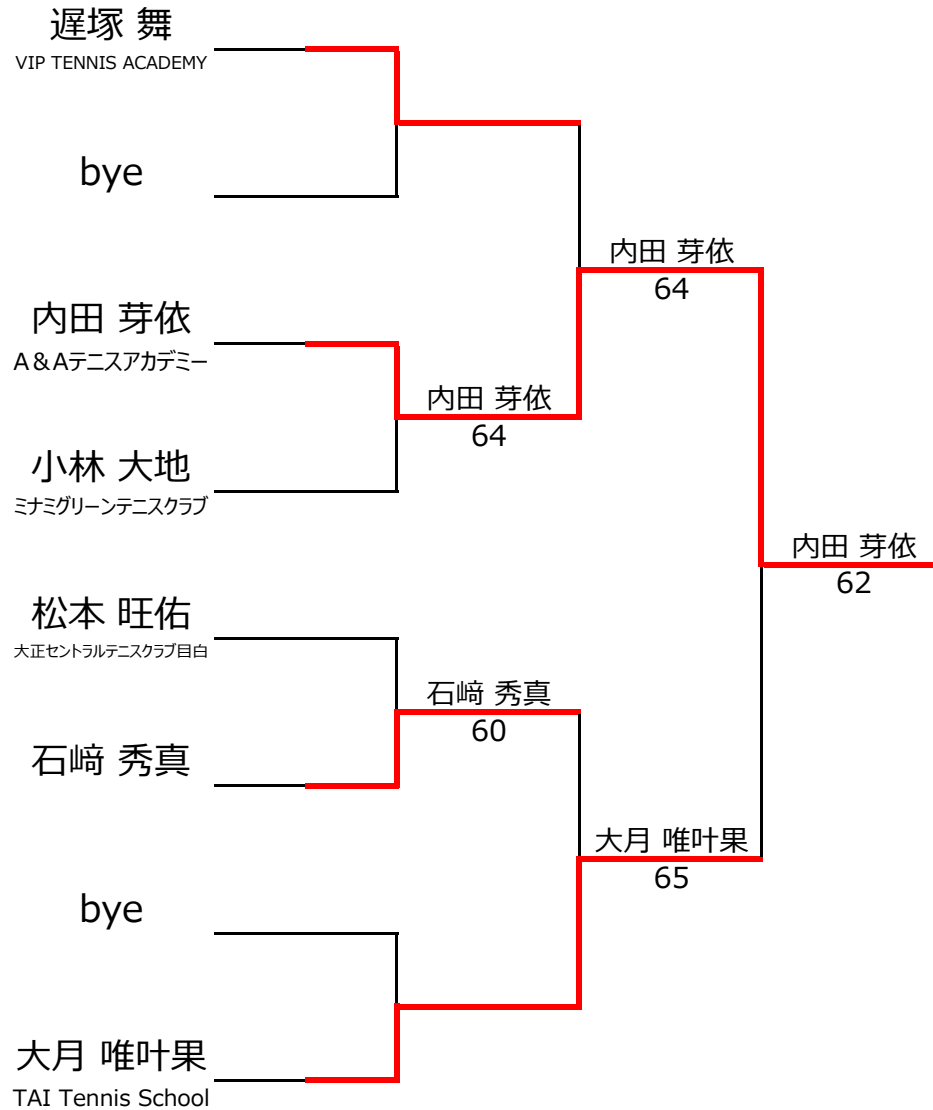 遅塚 舞
VIP TENNIS ACADEMY
bye
内田 芽依
64
内田 芽依
A＆Aテニスアカデミー
内田 芽依
64
小林 大地
ミナミグリーンテニスクラブ
内田 芽依
62
松本 旺佑
大正セントラルテニスクラブ目白
石﨑 秀真
60
石﨑 秀真
大月 唯叶果
65
bye
大月 唯叶果
TAI Tennis School